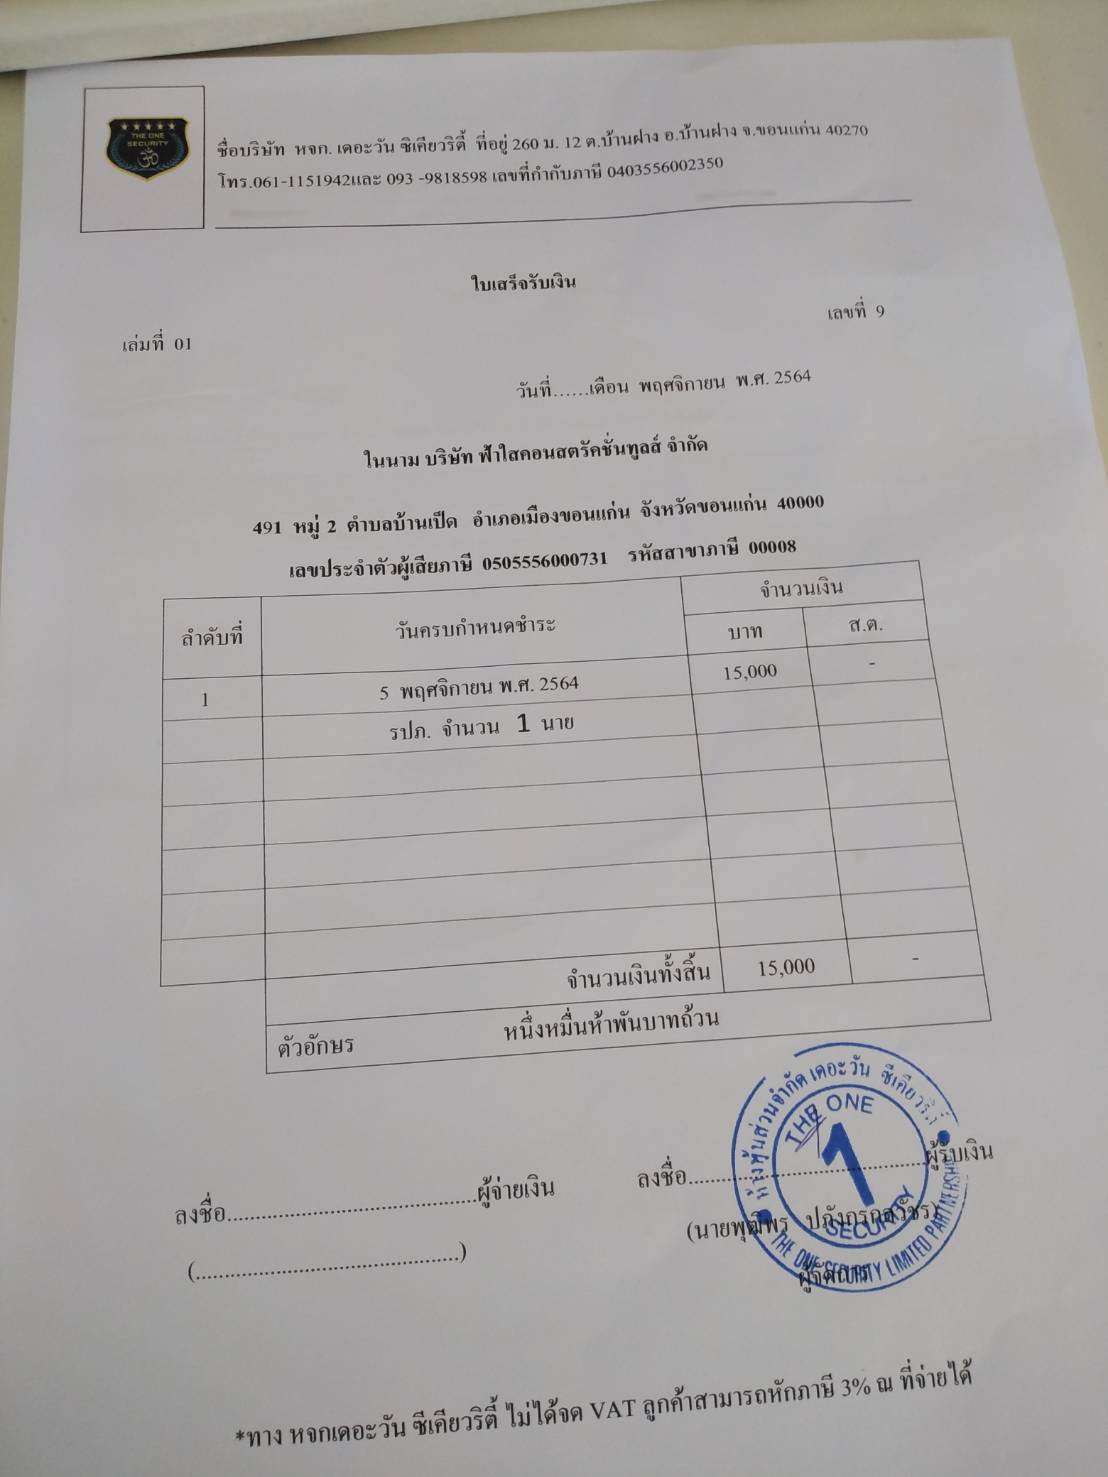 THE ONE
SECURITY
ชื่อบริษัท หจก. เดอะวัน ซิเคียวริตี้ ที่อยู่ 260 ม. 12 ต.บ้านฝาง อ.บ้านฝาง จ.ขอนแก่น 40270
โทร.061-1151942และ 093 -9818598 เลขที่กำกับภาษี 0403556002350
ใบเสร็จรับเงิน
เลขที่ 9
เล่มที่ 01
วันที่......เดือน พฤศจิกายน พ.ศ. 2564
ในนาม บริษัท ฟ้าใสคอนสตรัคชั่นทูลส์ จำกัด
491 หมู่ 2 ตำบลบ้านเป็ด อำเภอเมืองขอนแก่น จังหวัดขอนแก่น 40000
เลขประจำตัวผู้เสียภาษี 0505556000731 รหัสสาขาภาษี 00008
ลำดับที่ วันครบกำหนดชำระ จำนวนเงิน
บาท ส.ต.
1 5 พฤศจิกายน พ.ศ. 2564 15,000 -
รปภ. จำนวน 1 นาย
จำนวนเงินทั้งสิ้น 15,000 -
ตัวอักษร หนึ่งหมื่นห้าพันบาทถ้วน
ห้างหุ้นส่วนจำกัด เดอะวัน ซีเคียวริตี้
THE ONE
1
SECURITY
THE ONE SECURITY LIMITED PARTNERSHIP
ลงชื่อ............................................ผู้จ่ายเงิน
ลงชื่อ..........................................ผู้รับเงิน
(............................................)
(นายพุฒิพร
ผู้จัดการ
*ทาง หจกเดอะวัน ซีเคียวริตี้ ไม่ได้จด VAT ลูกค้าสามารถหักภาษี 3% ณ ที่จ่ายได้